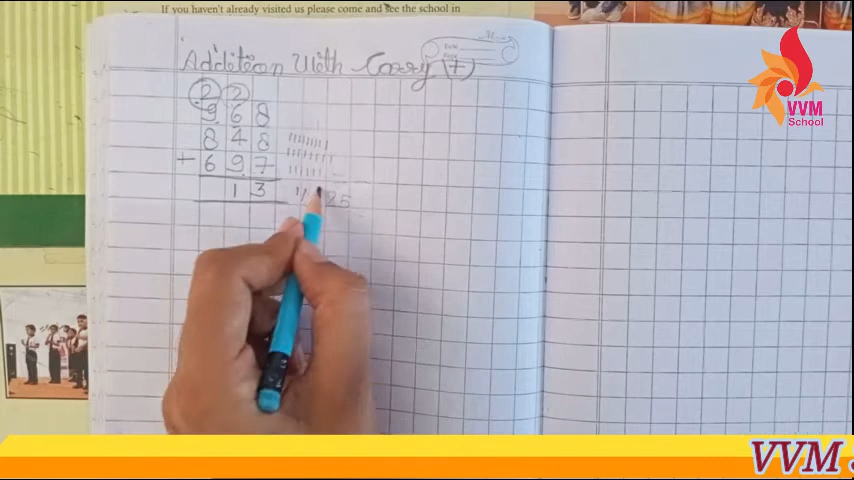 If you haven't already visited us please come and see the school in
Addition With Carry (+)
2 2
9 6 8
8 4 8
+ 6 9 7
1 3
25
VVM
School
VVM